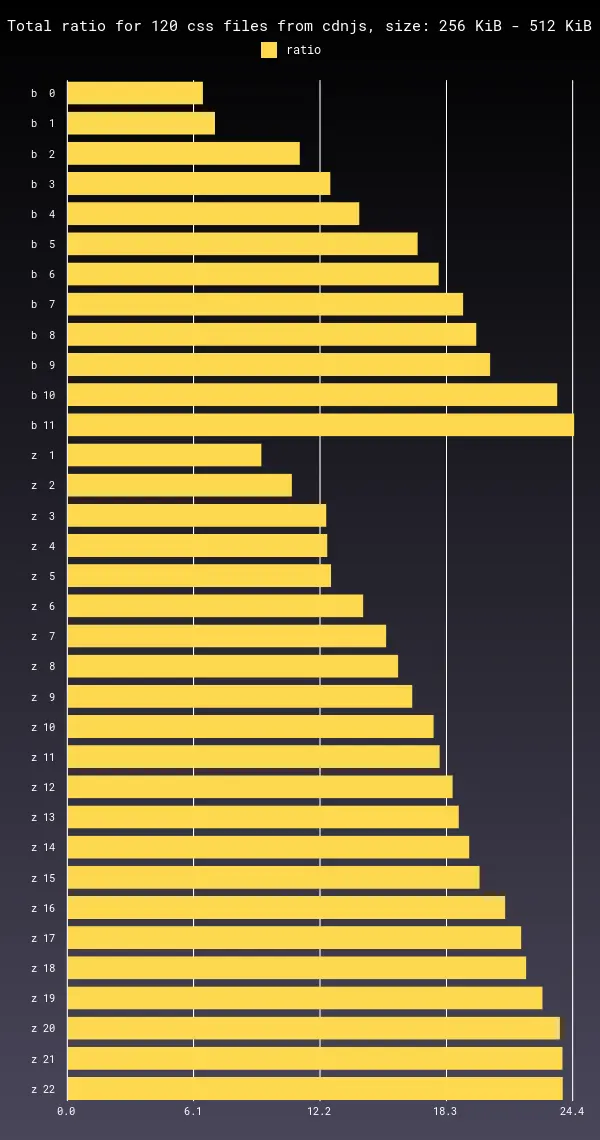 Total ratio for 120 css files from cdnjs, size: 256 KiB - 512 KiB
ratio
b 0
b 1
b 2
b 3
b 4
b 5
b 6
b 7
b 8
b 9
b 10
b 11
z 1
z 2
z 3
z 4
z 5
z 6
z 7
z 8
z 9
z 10
z 11
z 12
z 13
z 14
z 15
z 16
z 17
z 18
z 19
z 20
z 21
z 22
0.0 6.1 12.2 18.3 24.4